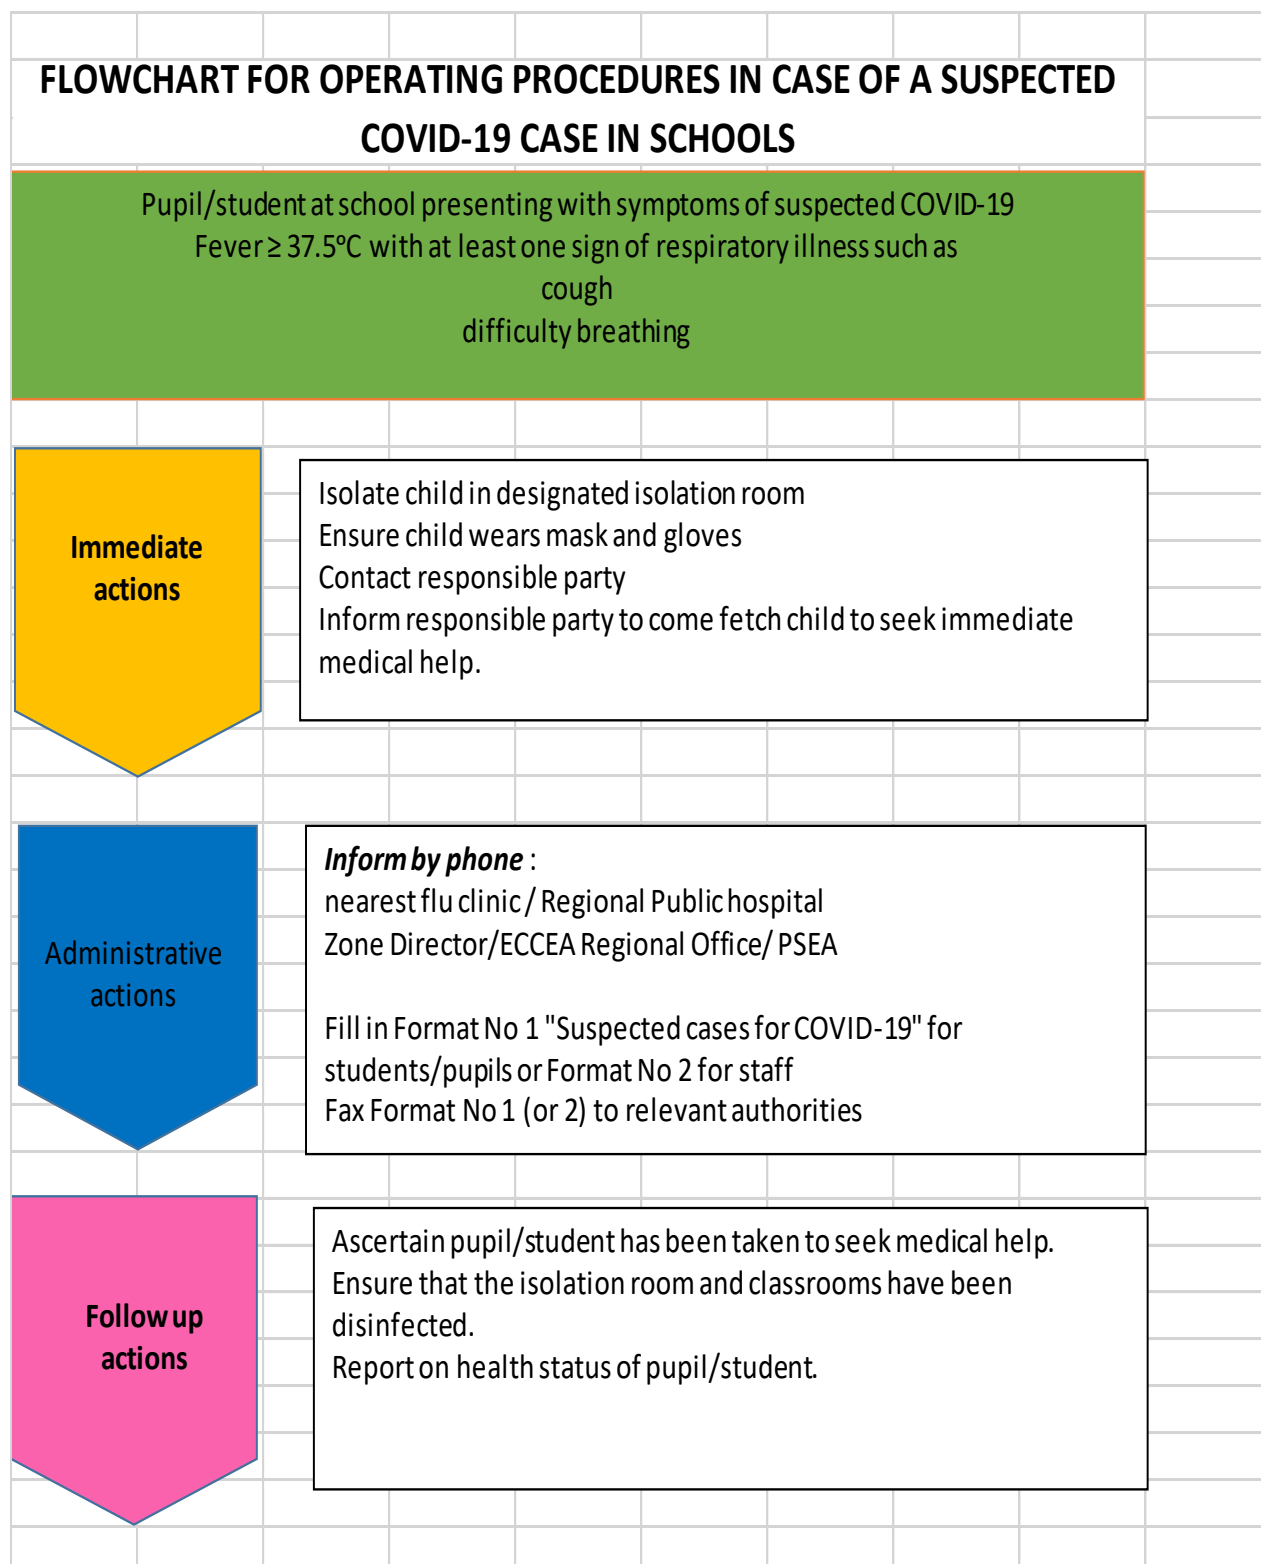 FLOWCHART FOR OPERATING PROCEDURES IN CASE OF A SUSPECTED
COVID-19 CASE IN SCHOOLS
Pupil/student at school presenting with symptoms of suspected COVID-19
Fever ≥ 37.5ºC with at least one sign of respiratory illness such as
cough
difficulty breathing
Immediate
actions
Isolate child in designated isolation room
Ensure child wears mask and gloves
Contact responsible party
Inform responsible party to come fetch child to seek immediate
medical help.
Administrative
actions
Inform by phone :
nearest flu clinic / Regional Public hospital
Zone Director/ECCEA Regional Office/ PSEA
Fill in Format No 1 "Suspected cases for COVID-19" for
students/pupils or Format No 2 for staff
Fax Format No 1 (or 2) to relevant authorities
Follow up
actions
Ascertain pupil/student has been taken to seek medical help.
Ensure that the isolation room and classrooms have been
disinfected.
Report on health status of pupil/student.